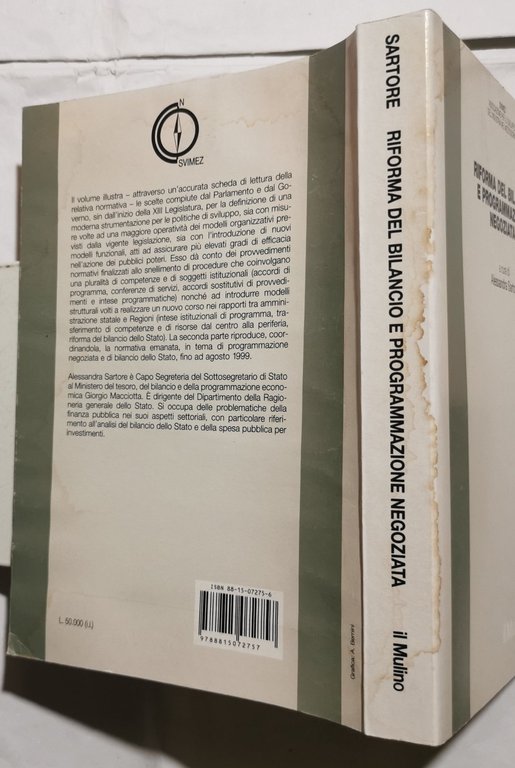 N
SVIMEZ
Il volume illustra – attraverso un'accurata scheda di lettura della
relativa normativa – le scelte compiute dal Parlamento e dal Go-
verno, sin dall'inizio della XIII Legislatura, per la definizione di una
moderna strumentazione per le politiche di sviluppo, sia con misu-
re volte ad una maggiore operatività dei modelli organizzativi pre-
visti dalla vigente legislazione, sia con l'introduzione di nuovi
modelli funzionali, atti ad assicurare più elevati gradi di efficacia
nell'azione dei pubblici poteri. Esso dà conto dei provvedimenti
normativi finalizzati allo snellimento di procedure che coinvolgano
una pluralità di competenze e di soggetti istituzionali (accordi di
programma, conferenze di servizi, accordi sostitutivi di provvedi-
menti e intese programmatiche) nonché ad introdurre modelli
strutturali volti a realizzare un nuovo corso nei rapporti tra ammini-
strazione statale e Regioni (intese istituzionali di programma, tra-
sferimento di competenze e di risorse dal centro alla periferia,
riforma del bilancio dello Stato). La seconda parte riproduce, coor-
dinandola, la normativa emanata, in tema di programmazione
negoziata e di bilancio dello Stato, fino ad agosto 1999.
Alessandra Sartore è Capo Segreteria del Sottosegretario di Stato
al Ministero del tesoro, del bilancio e della programmazione econo-
mica Giorgio Macciotta. È dirigente del Dipartimento della Ragio-
neria generale dello Stato. Si occupa delle problematiche della
finanza pubblica nei suoi aspetti settoriali, con particolare riferi-
mento all'analisi del bilancio dello Stato e della spesa pubblica per
investimenti.
L. 50.000 (i.i.)
ISBN 88-15-07275-6
9788815072757
Grafica: A. Bernini
SARTORE RIFORMA DEL BILANCIO E PROGRAMMAZIONE NEGOZIATA il Mulino
RIFORMA DEL BILA
E PROGRAMMAZ
NEGOZIATA
a cura di
Alessandra Sart